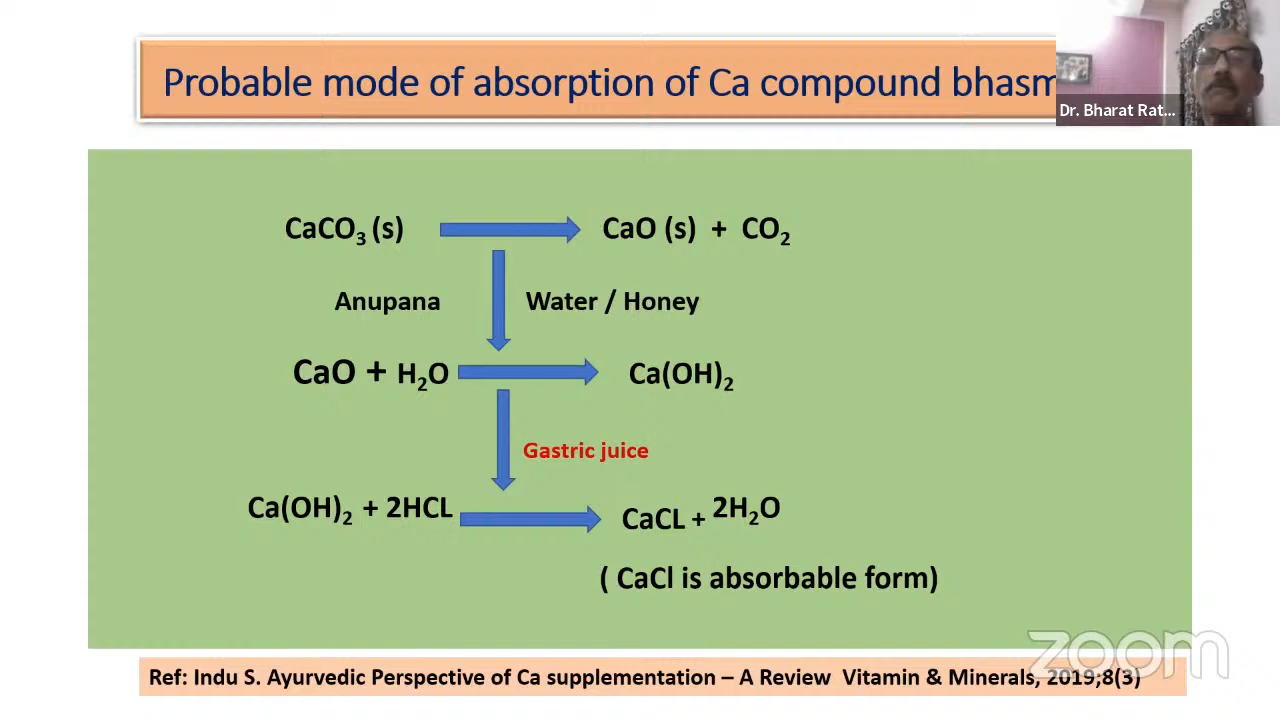 Probable mode of absorption of Ca compound bhasm
Dr. Bharat Rat...
CaCO₃ (s) CaO (s) + CO₂
Anupana Water / Honey
CaO + H₂O Ca(OH)₂
Gastric juice
Ca(OH)₂ + 2HCL CaCL + 2H₂O
( CaCl is absorbable form)
zoom
Ref: Indu S. Ayurvedic Perspective of Ca supplementation – A Review Vitamin & Minerals, 2019;8(3)